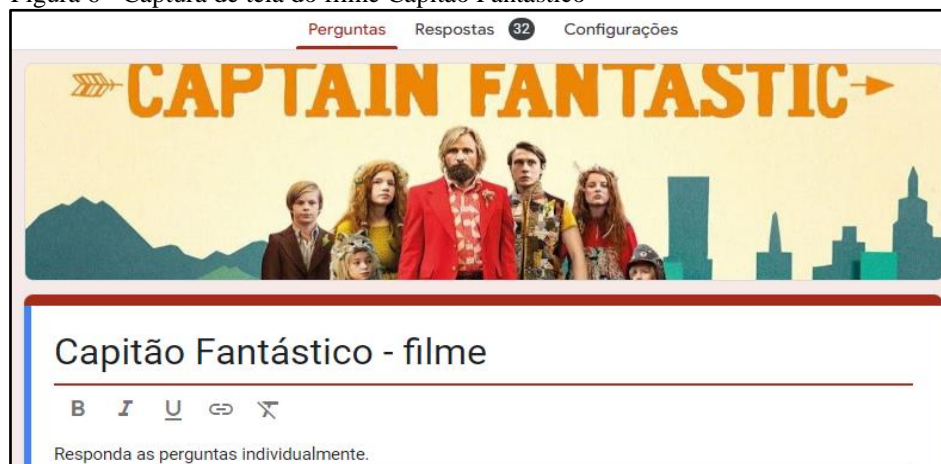 Figura 6 - Captura de tela do filme Capitão Fantástico
Perguntas Respostas 32 Configurações
CAPTAIN FANTASTIC
Capitão Fantástico - filme
B I U
Responda as perguntas individualmente.